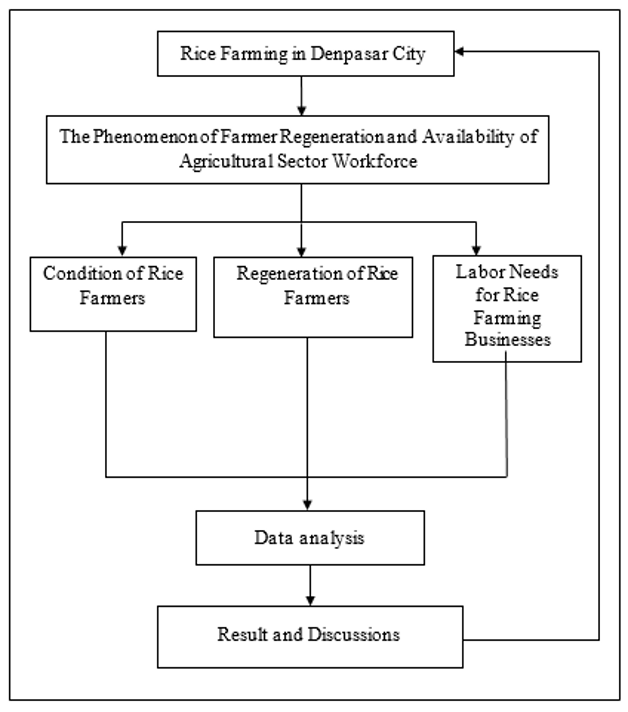 Rice Farming in Denpasar City
The Phenomenon of Farmer Regeneration and Availability of
Agricultural Sector Workforce
Condition of Rice
Farmers
Regeneration of Rice
Farmers
Labor Needs
for Rice
Farming
Businesses
Data analysis
Result and Discussions